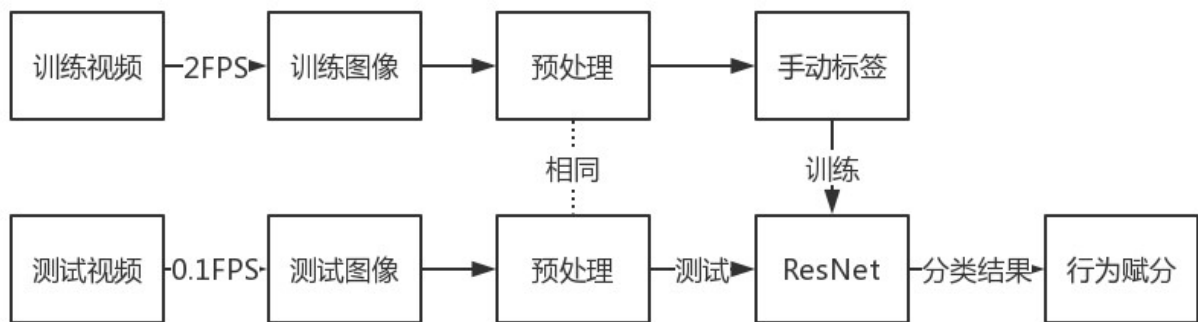 训练视频 2FPS 训练图像 预处理 手动标签
相同 训练
测试视频 0.1FPS 测试图像 预处理 测试 ResNet 分类结果 行为赋分